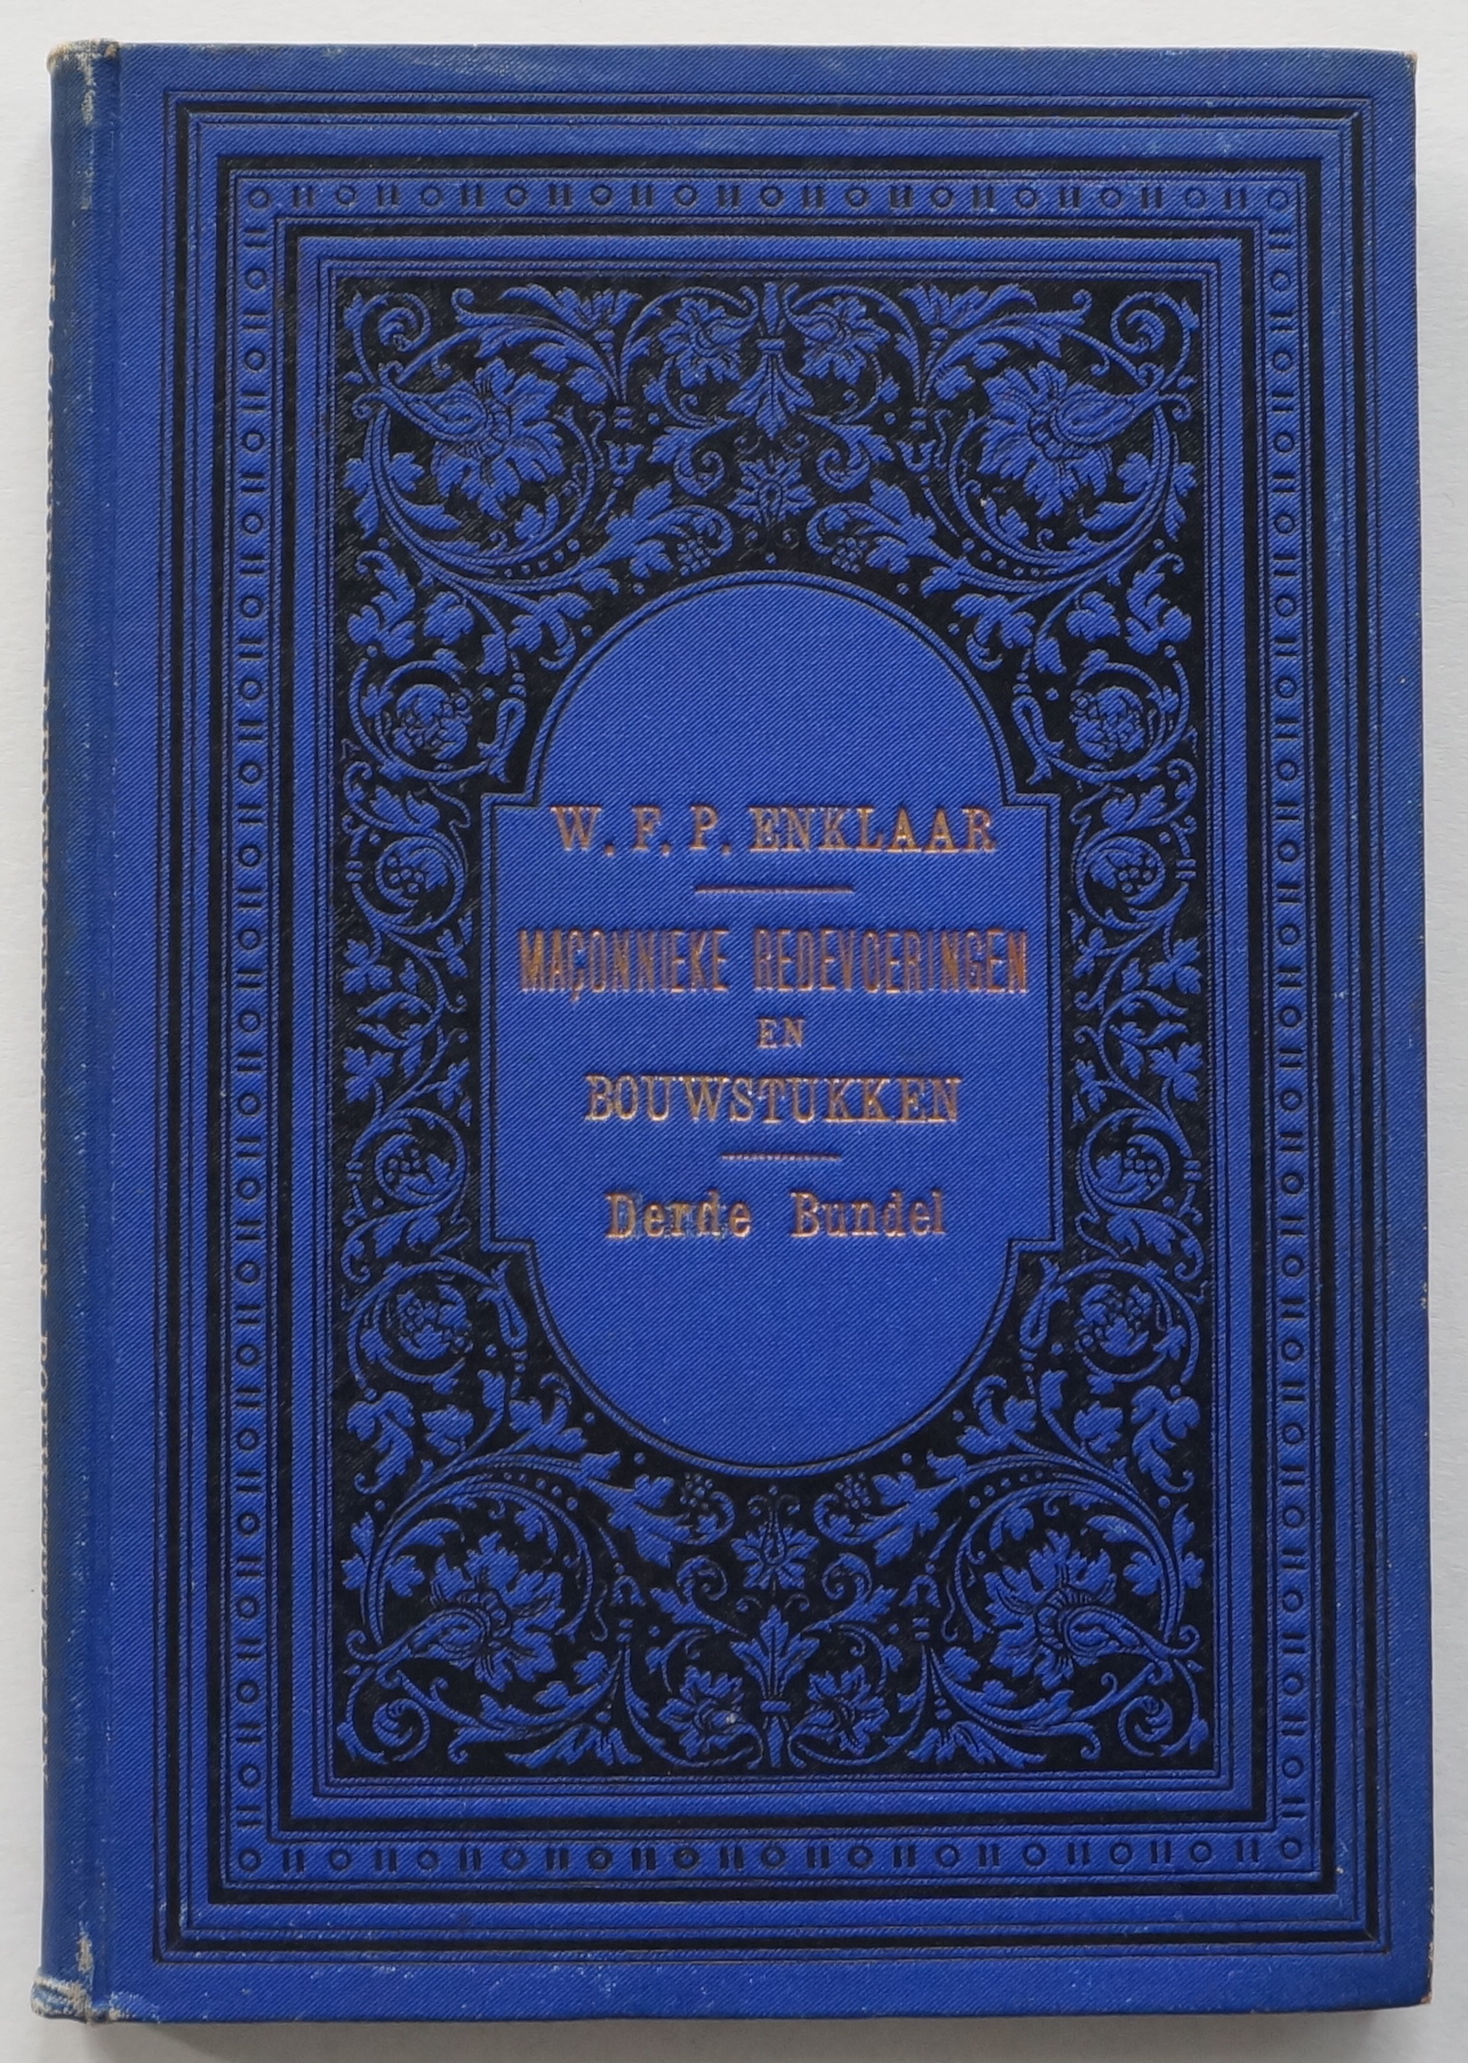 W. F. P. ENKLAAR
MAÇONNIEKE REDEVOERINGEN
EN
BOUWSTUKKEN
Derde Bundel